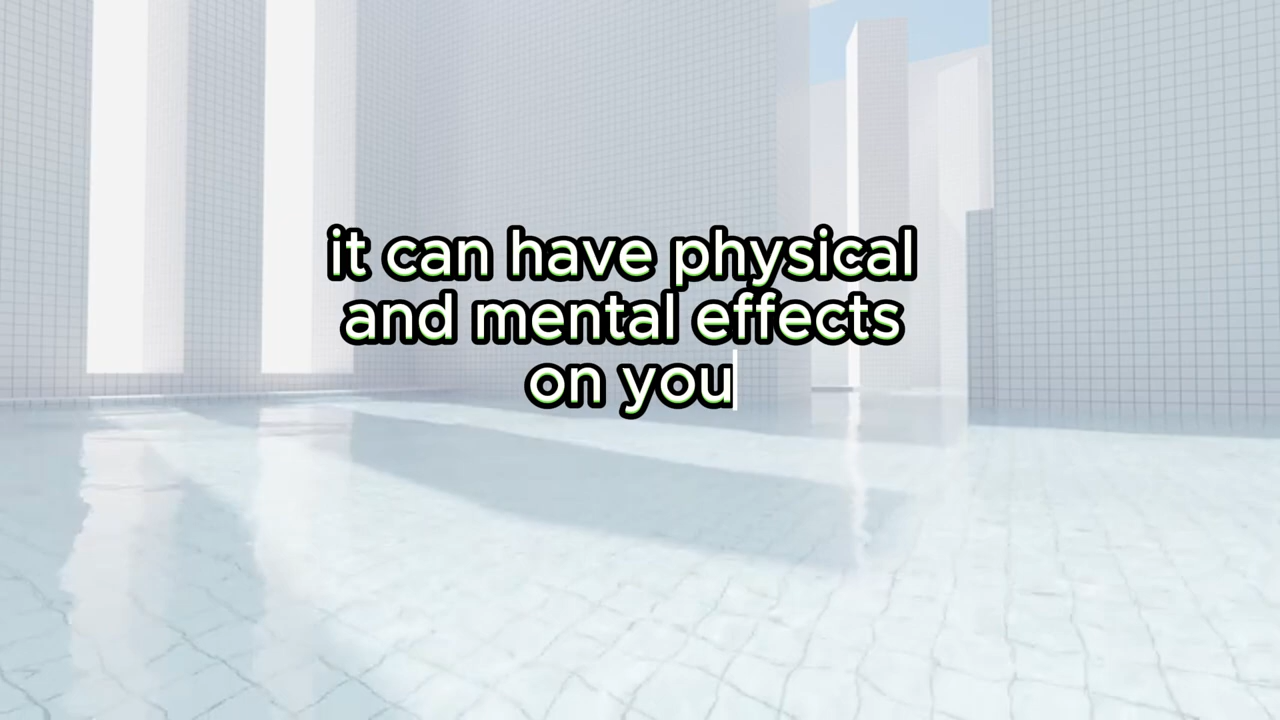 it can have physical
and mental effects
on you